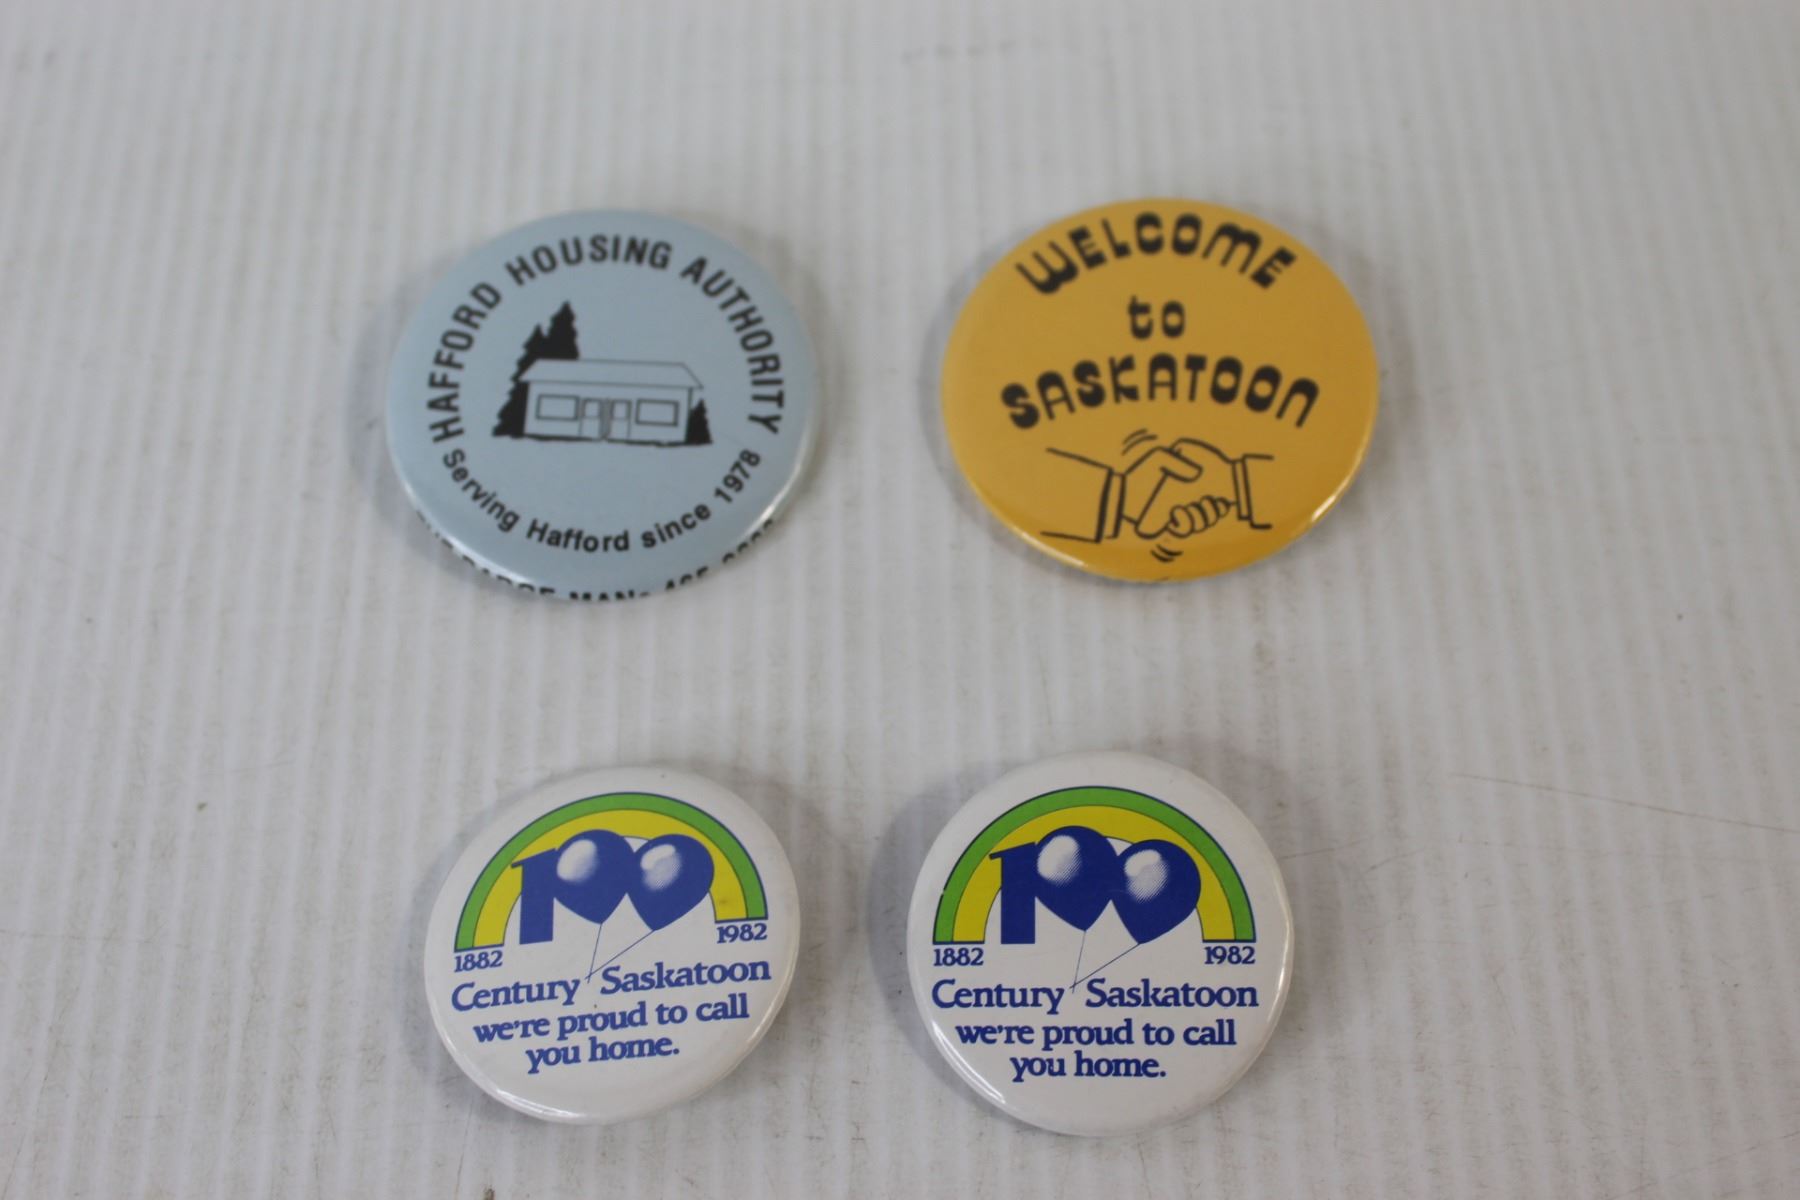 HAFFORD HOUSING AUTHORITY
Serving Hafford since 1978
WELCOME
to
SASKATOON
100
1882 1982
Century Saskatoon
we're proud to call
you home.
100
1882 1982
Century Saskatoon
we're proud to call
you home.